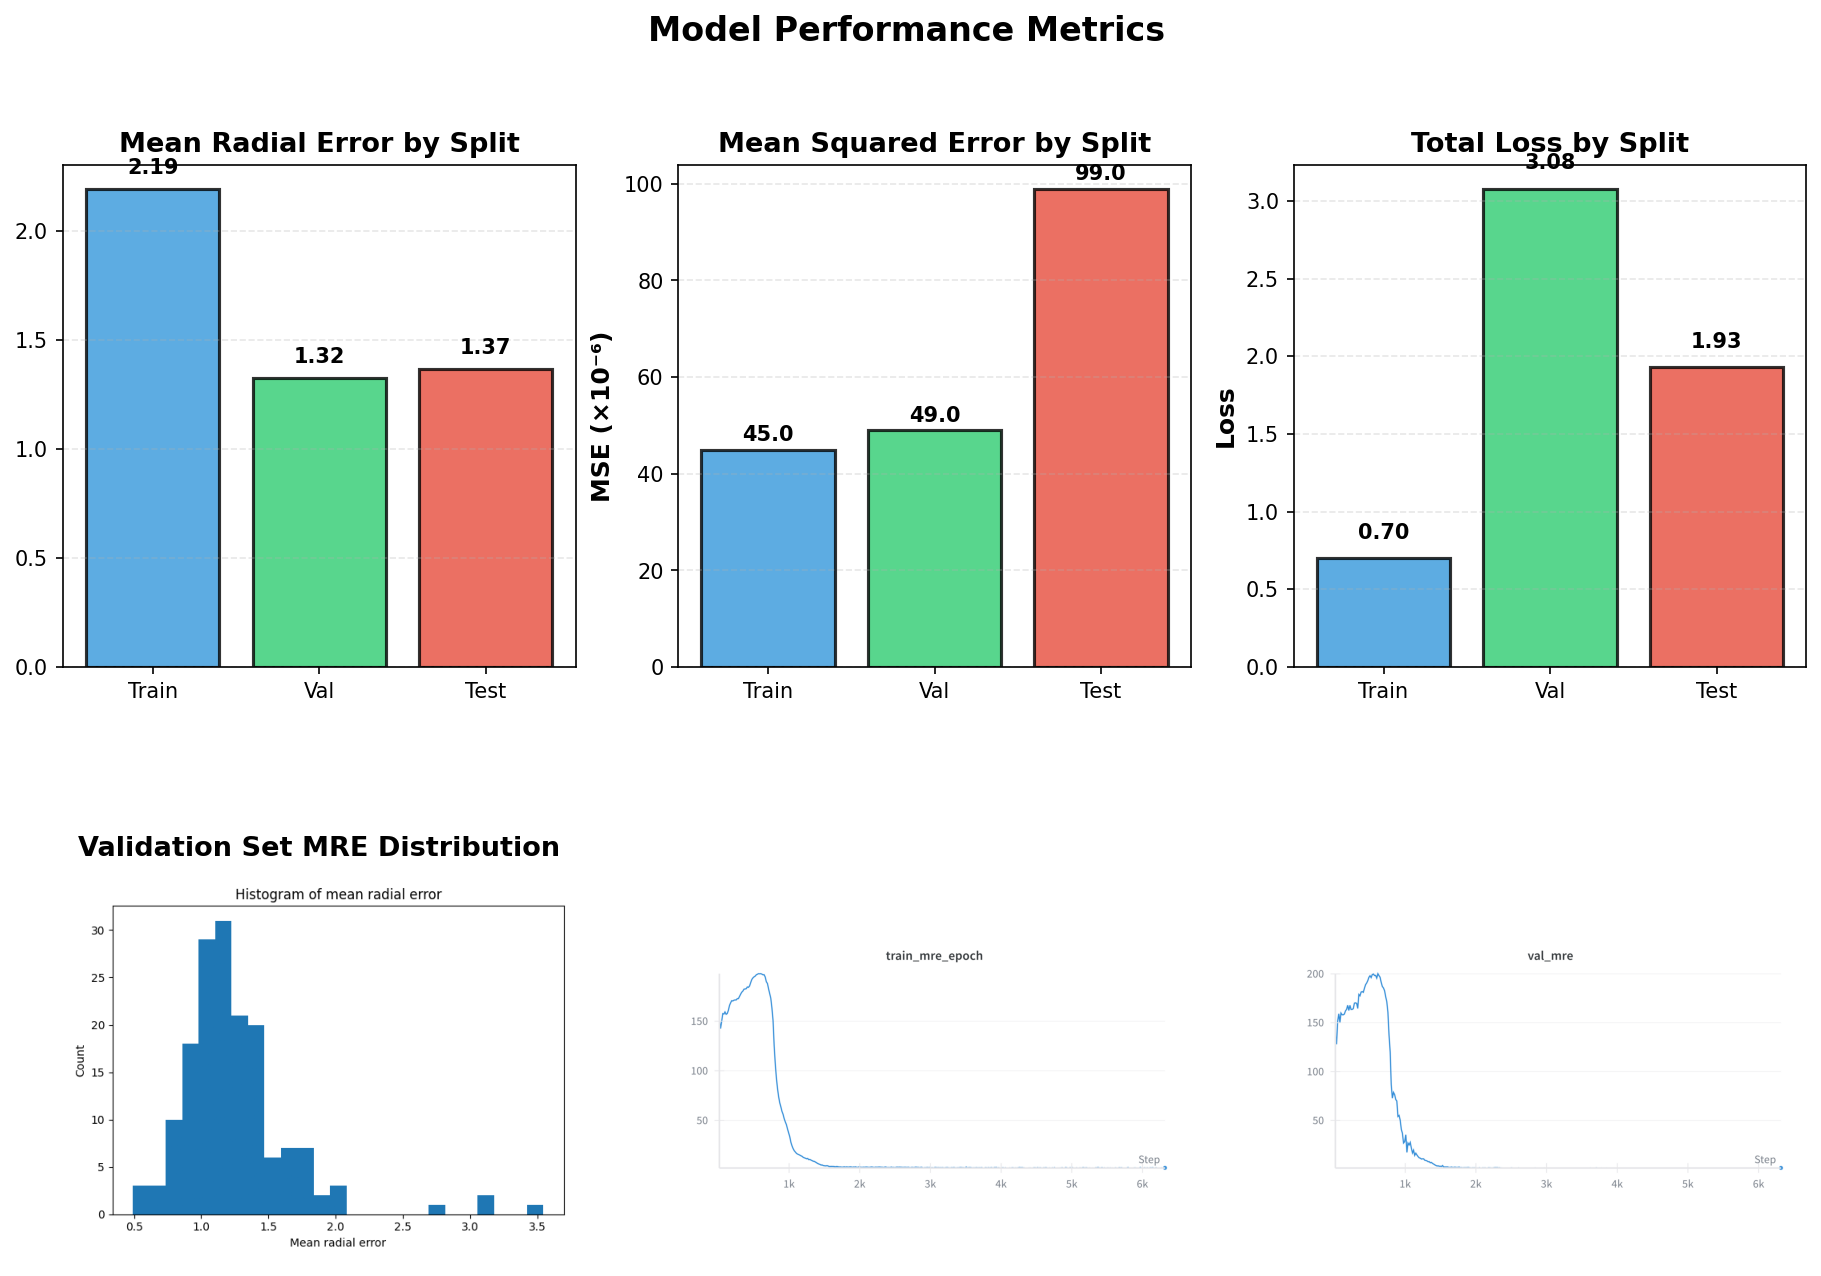 Model Performance Metrics
Mean Radial Error by Split
2.19
1.32
1.37
2.0
1.5
1.0
0.5
0.0
Train Val Test
Mean Squared Error by Split
MSE (×10⁻⁶)
99.0
45.0
49.0
100
80
60
40
20
0
Train Val Test
Total Loss by Split
Loss
3.08
0.70
1.93
3.0
2.5
2.0
1.5
1.0
0.5
0.0
Train Val Test
Validation Set MRE Distribution
Histogram of mean radial error
Count
30
25
20
15
10
5
0
0.5 1.0 1.5 2.0 2.5 3.0 3.5
Mean radial error
train_mre_epoch
150
100
50
Step
1k 2k 3k 4k 5k 6k
val_mre
200
150
100
50
Step
1k 2k 3k 4k 5k 6k